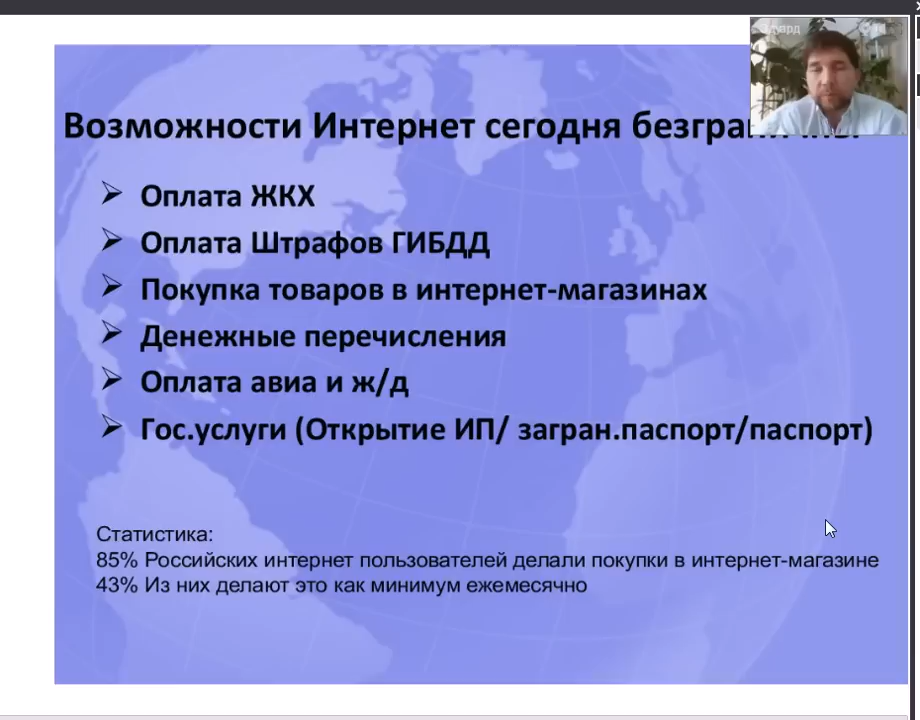 Эдуард
Возможности Интернет сегодня
Оплата ЖКХ
Оплата Штрафов ГИБДД
Покупка товаров в интернет-магазинах
Денежные перечисления
Оплата авиа и ж/д
Гос.услуги (Открытие ИП/ загран.паспорт/паспорт)
Статистика:
85% Российских интернет пользователей делали покупки в интернет-магазине
43% Из них делают это как минимум ежемесячно